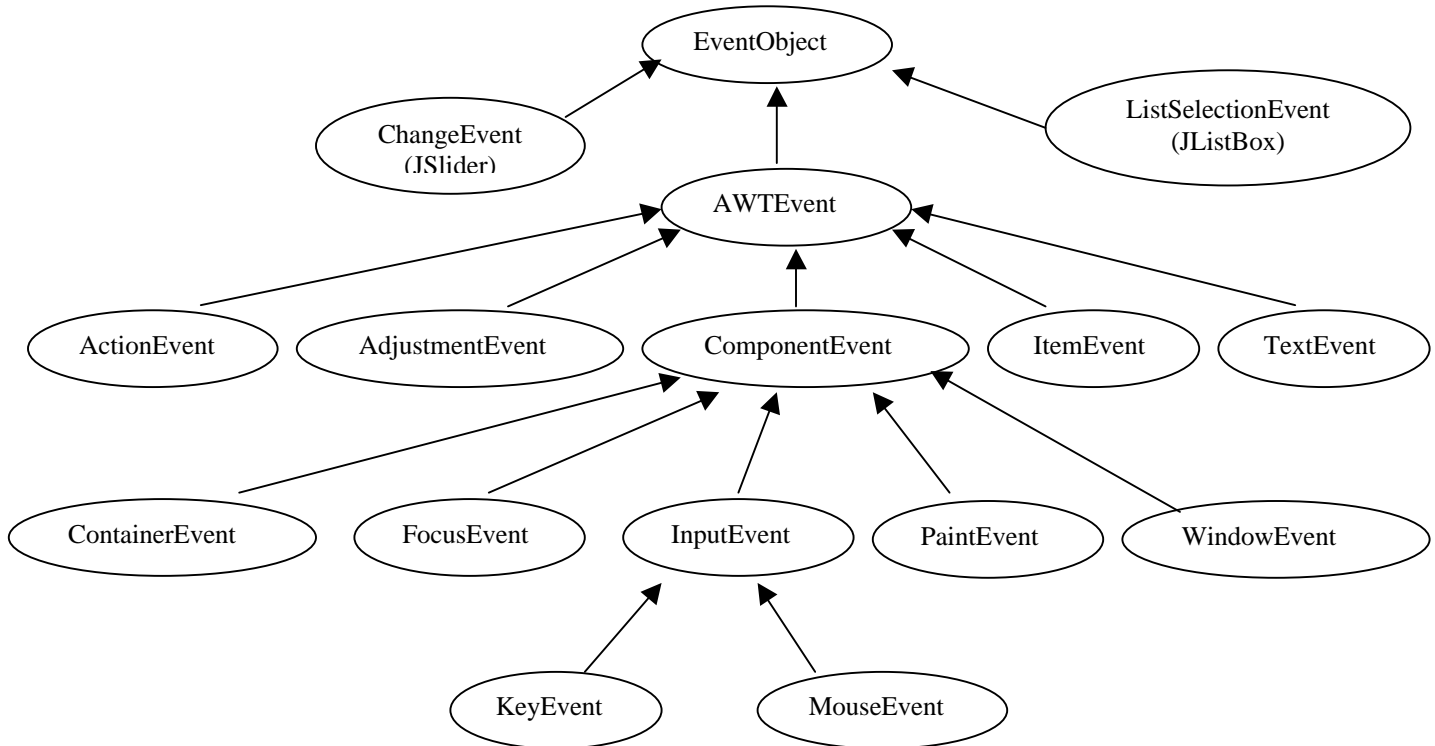 EventObject
ChangeEvent
(JSlider)
ListSelectionEvent
(JListBox)
AWTEvent
ActionEvent
AdjustmentEvent
ComponentEvent
ItemEvent
TextEvent
ContainerEvent
FocusEvent
InputEvent
PaintEvent
WindowEvent
KeyEvent
MouseEvent